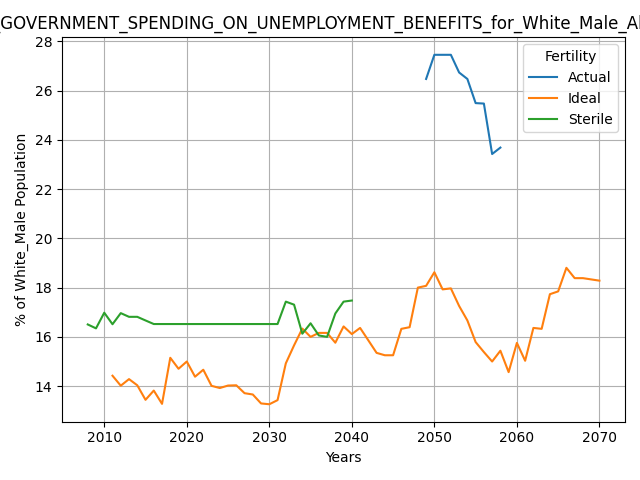 _GOVERNMENT_SPENDING_ON_UNEMPLOYMENT_BENEFITS_for_White_Male_Al
28
26
24
22
20
18
16
14
% of White_Male Population
Fertility
Actual
Ideal
Sterile
2010 2020 2030 2040 2050 2060 2070
Years